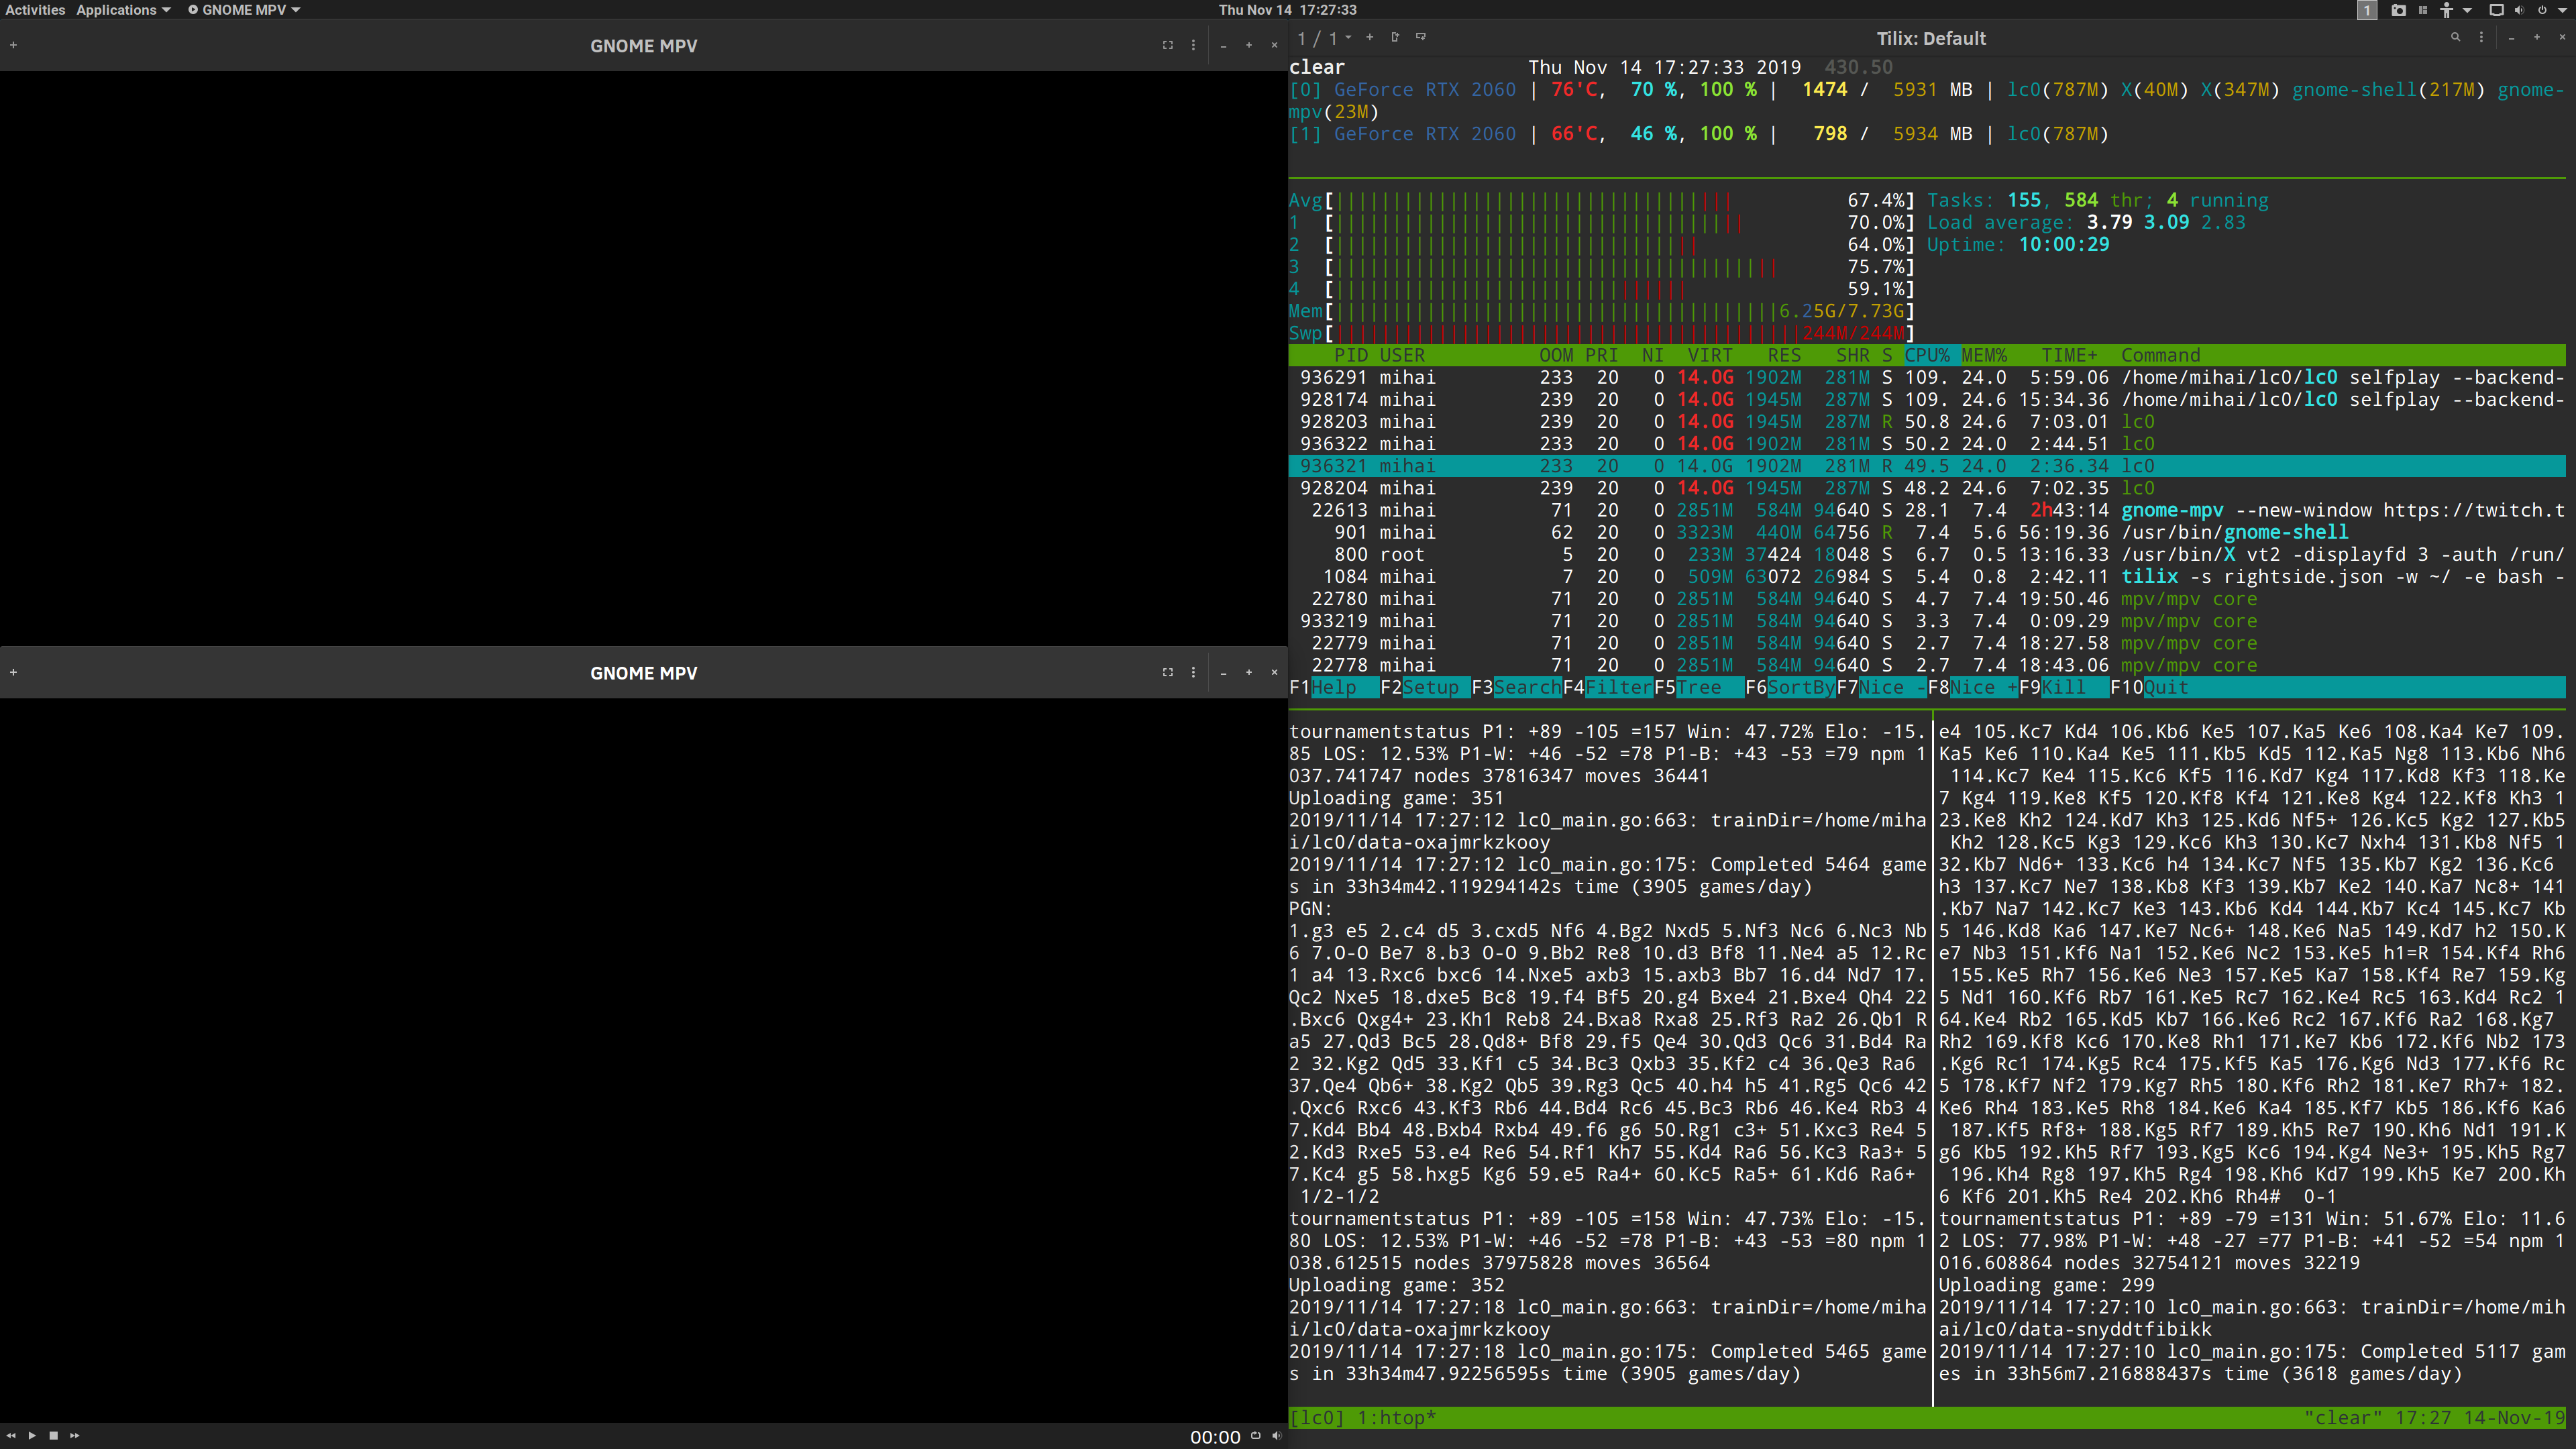 Activities Applications GNOME MPV Thu Nov 14 17:27:33 1
GNOME MPV
GNOME MPV
00:00
1 / 1 Tilix: Default
clear Thu Nov 14 17:27:33 2019 430.50
[0] GeForce RTX 2060 | 76'C, 70 %, 100 % | 1474 / 5931 MB | lc0(787M) X(40M) X(347M) gnome-shell(217M) gnome-
mpv(23M)
[1] GeForce RTX 2060 | 66'C, 46 %, 100 % | 798 / 5934 MB | lc0(787M)
Avg[ 67.4%] Tasks: 155, 584 thr; 4 running
1 [ 70.0%] Load average: 3.79 3.09 2.83
2 [ 64.0%] Uptime: 10:00:29
3 [ 75.7%]
4 [ 59.1%]
Mem[ 6.25G/7.73G]
Swp[ 244M/244M]
PID USER OOM PRI NI VIRT RES SHR S CPU% MEM% TIME+ Command
936291 mihai 233 20 0 14.0G 1902M 281M S 109. 24.0 5:59.06 /home/mihai/lc0/lc0 selfplay --backend-
928174 mihai 239 20 0 14.0G 1945M 287M S 109. 24.6 15:34.36 /home/mihai/lc0/lc0 selfplay --backend-
928203 mihai 239 20 0 14.0G 1945M 287M R 50.8 24.6 7:03.01 lc0
936322 mihai 233 20 0 14.0G 1902M 281M S 50.2 24.0 2:44.51 lc0
936321 mihai 233 20 0 14.0G 1902M 281M R 49.5 24.0 2:36.34 lc0
928204 mihai 239 20 0 14.0G 1945M 287M S 48.2 24.6 7:02.35 lc0
22613 mihai 71 20 0 2851M 584M 94640 S 28.1 7.4 2h43:14 gnome-mpv --new-window https://twitch.t
901 mihai 62 20 0 3323M 440M 64756 R 7.4 5.6 56:19.36 /usr/bin/gnome-shell
800 root 5 20 0 233M 37424 18048 S 6.7 0.5 13:16.33 /usr/bin/X vt2 -displayfd 3 -auth /run/
1084 mihai 7 20 0 509M 63072 26984 S 5.4 0.8 2:42.11 tilix -s rightside.json -w ~/ -e bash -
22780 mihai 71 20 0 2851M 584M 94640 S 4.7 7.4 19:50.46 mpv/mpv core
933219 mihai 71 20 0 2851M 584M 94640 S 3.3 7.4 0:09.29 mpv/mpv core
22779 mihai 71 20 0 2851M 584M 94640 S 2.7 7.4 18:27.58 mpv/mpv core
22778 mihai 71 20 0 2851M 584M 94640 S 2.7 7.4 18:43.06 mpv/mpv core
F1Help F2Setup F3SearchF4FilterF5Tree F6SortByF7Nice -F8Nice +F9Kill F10Quit
tournamentstatus P1: +89 -105 =157 Win: 47.72% Elo: -15.
85 LOS: 12.53% P1-W: +46 -52 =78 P1-B: +43 -53 =79 npm 1
037.741747 nodes 37816347 moves 36441
Uploading game: 351
2019/11/14 17:27:12 lc0_main.go:663: trainDir=/home/miha
i/lc0/data-oxajmrkzkooy
2019/11/14 17:27:12 lc0_main.go:175: Completed 5464 game
s in 33h34m42.119294142s time (3905 games/day)
PGN:
1.g3 e5 2.c4 d5 3.cxd5 Nf6 4.Bg2 Nxd5 5.Nf3 Nc6 6.Nc3 Nb
6 7.O-O Be7 8.b3 O-O 9.Bb2 Re8 10.d3 Bf8 11.Ne4 a5 12.Rc
1 a4 13.Rxc6 bxc6 14.Nxe5 axb3 15.axb3 Bb7 16.d4 Nd7 17.
Qc2 Nxe5 18.dxe5 Bc8 19.f4 Bf5 20.g4 Bxe4 21.Bxe4 Qh4 22
.Bxc6 Qxg4+ 23.Kh1 Reb8 24.Bxa8 Rxa8 25.Rf3 Ra2 26.Qb1 R
a5 27.Qd3 Bc5 28.Qd8+ Bf8 29.f5 Qe4 30.Qd3 Qc6 31.Bd4 Ra
2 32.Kg2 Qd5 33.Kf1 c5 34.Bc3 Qxb3 35.Kf2 c4 36.Qe3 Ra6
37.Qe4 Qb6+ 38.Kg2 Qb5 39.Rg3 Qc5 40.h4 h5 41.Rg5 Qc6 42
.Qxc6 Rxc6 43.Kf3 Rb6 44.Bd4 Rc6 45.Bc3 Rb6 46.Ke4 Rb3 4
7.Kd4 Bb4 48.Bxb4 Rxb4 49.f6 g6 50.Rg1 c3+ 51.Kxc3 Re4 5
2.Kd3 Rxe5 53.e4 Re6 54.Rf1 Kh7 55.Kd4 Ra6 56.Kc3 Ra3+ 5
7.Kc4 g5 58.hxg5 Kg6 59.e5 Ra4+ 60.Kc5 Ra5+ 61.Kd6 Ra6+
1/2-1/2
tournamentstatus P1: +89 -105 =158 Win: 47.73% Elo: -15.
80 LOS: 12.53% P1-W: +46 -52 =78 P1-B: +43 -53 =80 npm 1
038.612515 nodes 37975828 moves 36564
Uploading game: 352
2019/11/14 17:27:18 lc0_main.go:663: trainDir=/home/miha
i/lc0/data-oxajmrkzkooy
2019/11/14 17:27:18 lc0_main.go:175: Completed 5465 game
s in 33h34m47.92256595s time (3905 games/day)
e4 105.Kc7 Kd4 106.Kb6 Ke5 107.Ka5 Ke6 108.Ka4 Ke7 109.
Ka5 Ke6 110.Ka4 Ke5 111.Kb5 Kd5 112.Ka5 Ng8 113.Kb6 Nh6
114.Kc7 Ke4 115.Kc6 Kf5 116.Kd7 Kg4 117.Kd8 Kf3 118.Ke
7 Kg4 119.Ke8 Kf5 120.Kf8 Kf4 121.Ke8 Kg4 122.Kf8 Kh3 1
23.Ke8 Kh2 124.Kd7 Kh3 125.Kd6 Nf5+ 126.Kc5 Kg2 127.Kb5
Kh2 128.Kc5 Kg3 129.Kc6 Kh3 130.Kc7 Nxh4 131.Kb8 Nf5 1
32.Kb7 Nd6+ 133.Kc6 h4 134.Kc7 Nf5 135.Kb7 Kg2 136.Kc6
h3 137.Kc7 Ne7 138.Kb8 Kf3 139.Kb7 Ke2 140.Ka7 Nc8+ 141
.Kb7 Na7 142.Kc7 Ke3 143.Kb6 Kd4 144.Kb7 Kc4 145.Kc7 Kb
5 146.Kd8 Ka6 147.Ke7 Nc6+ 148.Ke6 Na5 149.Kd7 h2 150.K
e7 Nb3 151.Kf6 Na1 152.Ke6 Nc2 153.Ke5 h1=R 154.Kf4 Rh6
155.Ke5 Rh7 156.Ke6 Ne3 157.Ke5 Ka7 158.Kf4 Re7 159.Kg
5 Nd1 160.Kf6 Rb7 161.Ke5 Rc7 162.Ke4 Rc5 163.Kd4 Rc2 1
64.Ke4 Rb2 165.Kd5 Kb7 166.Ke6 Rc2 167.Kf6 Ra2 168.Kg7
Rh2 169.Kf8 Kc6 170.Ke8 Rh1 171.Ke7 Kb6 172.Kf6 Nb2 173
.Kg6 Rc1 174.Kg5 Rc4 175.Kf5 Ka5 176.Kg6 Nd3 177.Kf6 Rc
5 178.Kf7 Nf2 179.Kg7 Rh5 180.Kf6 Rh2 181.Ke7 Rh7+ 182.
Ke6 Rh4 183.Ke5 Rh8 184.Ke6 Ka4 185.Kf7 Kb5 186.Kf6 Ka6
187.Kf5 Rf8+ 188.Kg5 Rf7 189.Kh5 Re7 190.Kh6 Nd1 191.K
g6 Kb5 192.Kh5 Rf7 193.Kg5 Kc6 194.Kg4 Ne3+ 195.Kh5 Rg7
196.Kh4 Rg8 197.Kh5 Rg4 198.Kh6 Kd7 199.Kh5 Ke7 200.Kh
6 Kf6 201.Kh5 Re4 202.Kh6 Rh4# 0-1
tournamentstatus P1: +89 -79 =131 Win: 51.67% Elo: 11.6
2 LOS: 77.98% P1-W: +48 -27 =77 P1-B: +41 -52 =54 npm 1
016.608864 nodes 32754121 moves 32219
Uploading game: 299
2019/11/14 17:27:10 lc0_main.go:663: trainDir=/home/mih
ai/lc0/data-snyddtfibikk
2019/11/14 17:27:10 lc0_main.go:175: Completed 5117 gam
es in 33h56m7.216888437s time (3618 games/day)
[lc0] 1:htop* "clear" 17:27 14-Nov-19